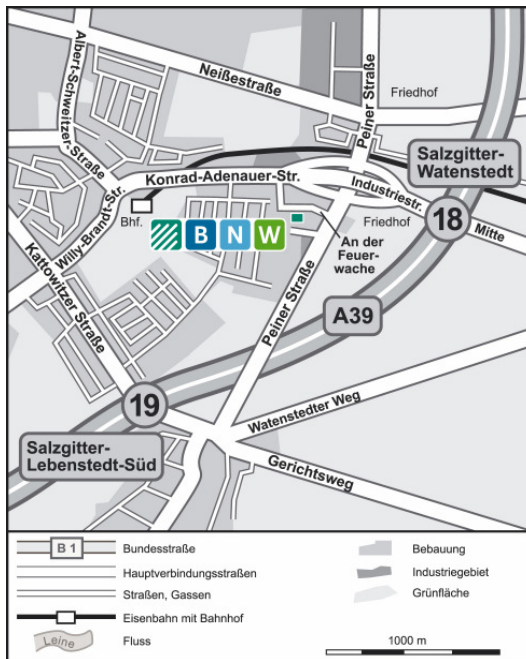 Albert-Schweitzer-Straße
Neißestraße
Peiner Straße
Friedhof
Salzgitter-
Watenstedt
Konrad-Adenauer-Str.
Industriestr.
Mitte
18
Willy-Brandt-Str.
Bhf.
B N W
Friedhof
An der
Feuer-
wache
Kattowitzer Straße
Peiner Straße
A39
19
Watenstedter Weg
Salzgitter-
Lebenstedt-Süd
Gerichtsweg
B 1 Bundesstraße
Hauptverbindungsstraßen
Straßen, Gassen
Eisenbahn mit Bahnhof
Leine Fluss
Bebauung
Industriegebiet
Grünfläche
1000 m